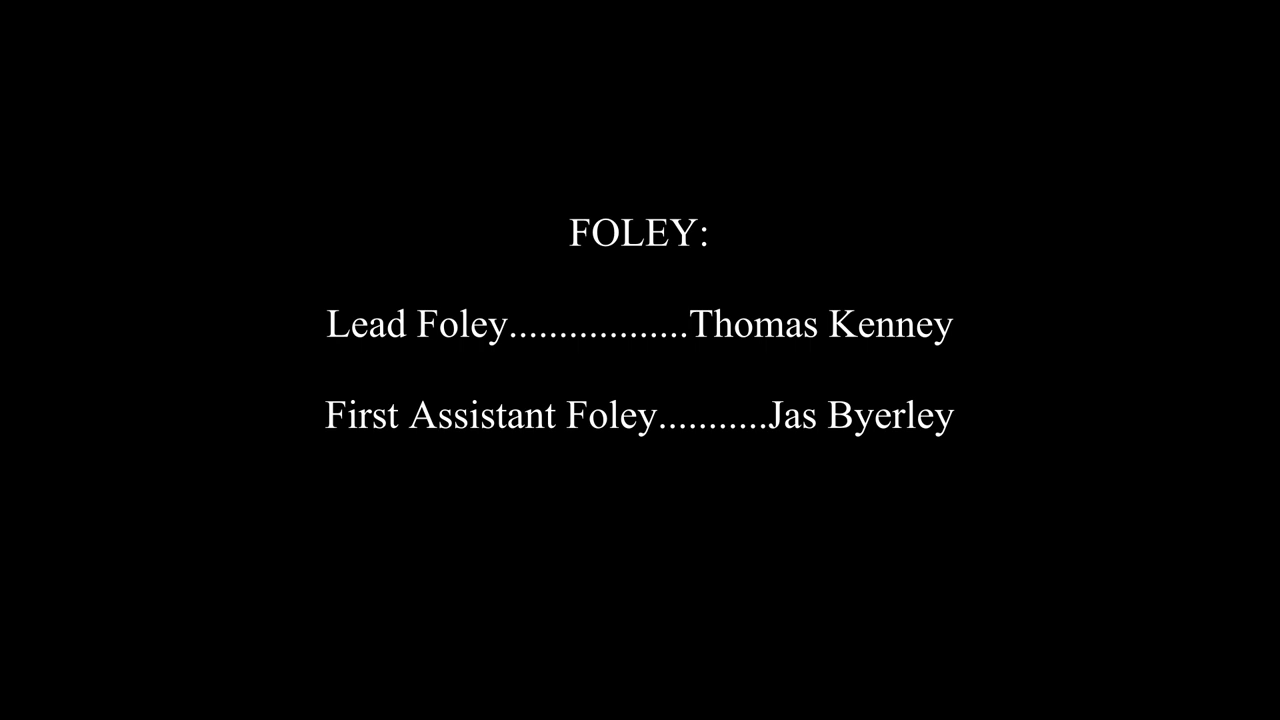 FOLEY:
Lead Foley..................Thomas Kenney
First Assistant Foley...........Jas Byerley